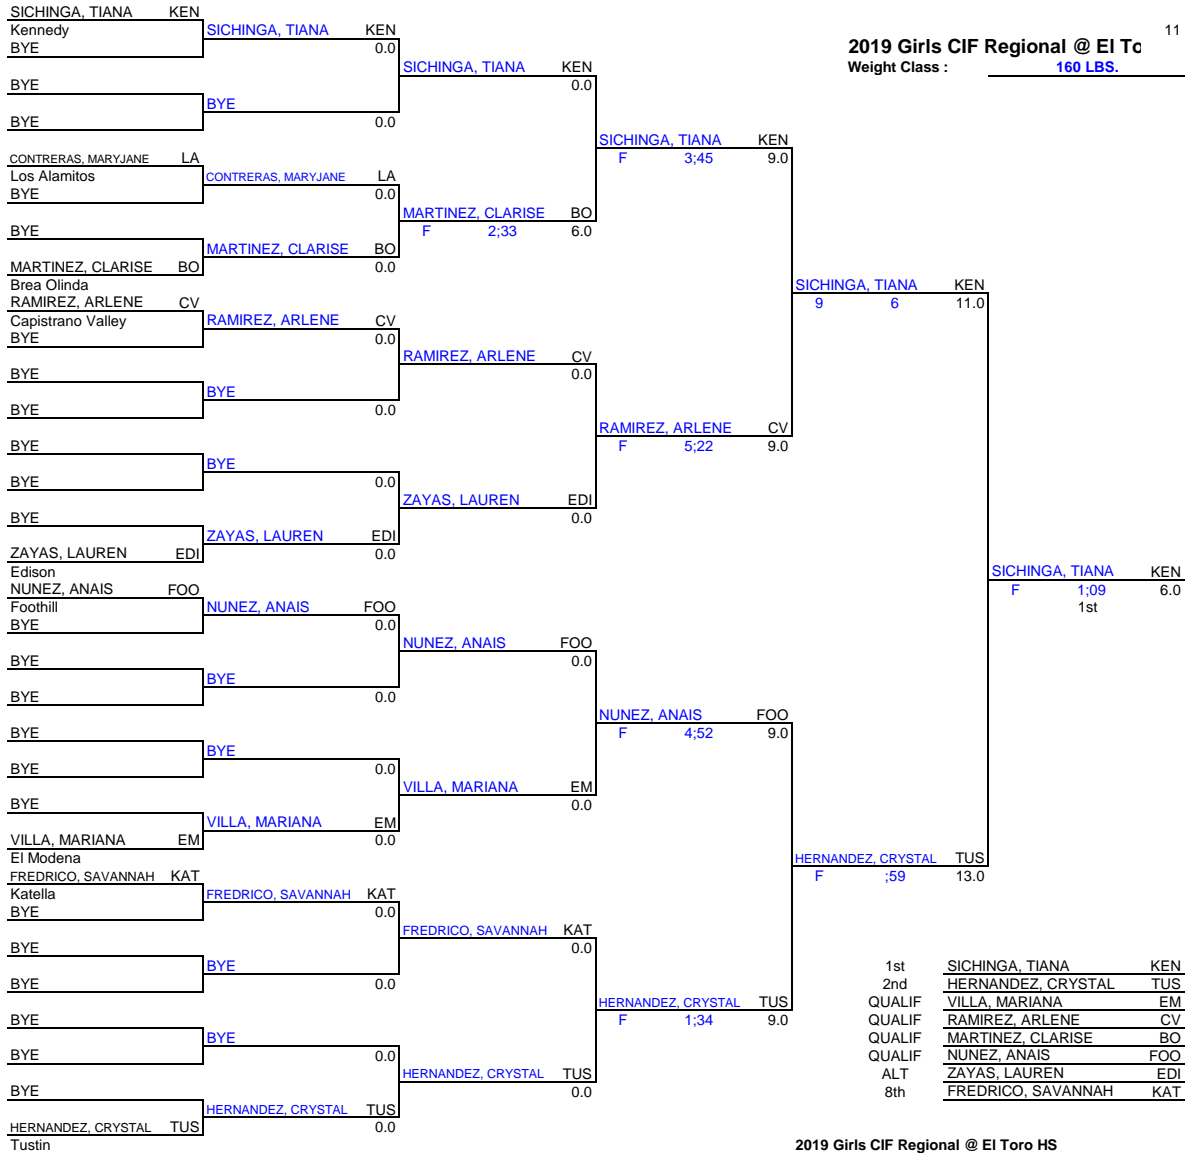 11
2019 Girls CIF Regional @ El To
Weight Class : 160 LBS.
SICHINGA, TIANA KEN
Kennedy
BYE
BYE
BYE
CONTRERAS, MARYJANE LA
Los Alamitos
BYE
BYE
MARTINEZ, CLARISE BO
Brea Olinda
RAMIREZ, ARLENE CV
Capistrano Valley
BYE
BYE
BYE
BYE
BYE
BYE
ZAYAS, LAUREN EDI
Edison
NUNEZ, ANAIS FOO
Foothill
BYE
BYE
BYE
BYE
BYE
BYE
VILLA, MARIANA EM
El Modena
FREDRICO, SAVANNAH KAT
Katella
BYE
BYE
BYE
BYE
BYE
BYE
HERNANDEZ, CRYSTAL TUS
Tustin
SICHINGA, TIANA KEN
0.0
BYE
0.0
CONTRERAS, MARYJANE LA
0.0
MARTINEZ, CLARISE BO
0.0
RAMIREZ, ARLENE CV
0.0
BYE
0.0
BYE
0.0
ZAYAS, LAUREN EDI
0.0
NUNEZ, ANAIS FOO
0.0
BYE
0.0
BYE
0.0
VILLA, MARIANA EM
0.0
FREDRICO, SAVANNAH KAT
0.0
BYE
0.0
BYE
0.0
HERNANDEZ, CRYSTAL TUS
0.0
SICHINGA, TIANA KEN
0.0
MARTINEZ, CLARISE BO
F 2;33 6.0
RAMIREZ, ARLENE CV
0.0
ZAYAS, LAUREN EDI
0.0
NUNEZ, ANAIS FOO
0.0
VILLA, MARIANA EM
0.0
FREDRICO, SAVANNAH KAT
0.0
HERNANDEZ, CRYSTAL TUS
0.0
SICHINGA, TIANA KEN
F 3;45 9.0
RAMIREZ, ARLENE CV
F 5;22 9.0
NUNEZ, ANAIS FOO
F 4;52 9.0
HERNANDEZ, CRYSTAL TUS
F 1;34 9.0
SICHINGA, TIANA KEN
9 6 11.0
HERNANDEZ, CRYSTAL TUS
F ;59 13.0
SICHINGA, TIANA KEN
F 1;09 6.0
1st
1st SICHINGA, TIANA KEN
2nd HERNANDEZ, CRYSTAL TUS
QUALIF VILLA, MARIANA EM
QUALIF RAMIREZ, ARLENE CV
QUALIF MARTINEZ, CLARISE BO
QUALIF NUNEZ, ANAIS FOO
ALT ZAYAS, LAUREN EDI
8th FREDRICO, SAVANNAH KAT
2019 Girls CIF Regional @ El Toro HS